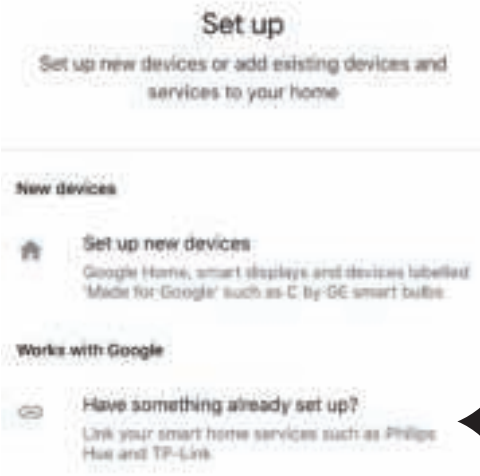 Set up
Set up new devices or add existing devices and
services to your home
New devices
Set up new devices
Google Home, smart displays and devices labelled
'Made for Google' such as C by GE smart bulbs
Works with Google
Have something already set up?
Link your smart home services such as Philips
Hue and TP-Link